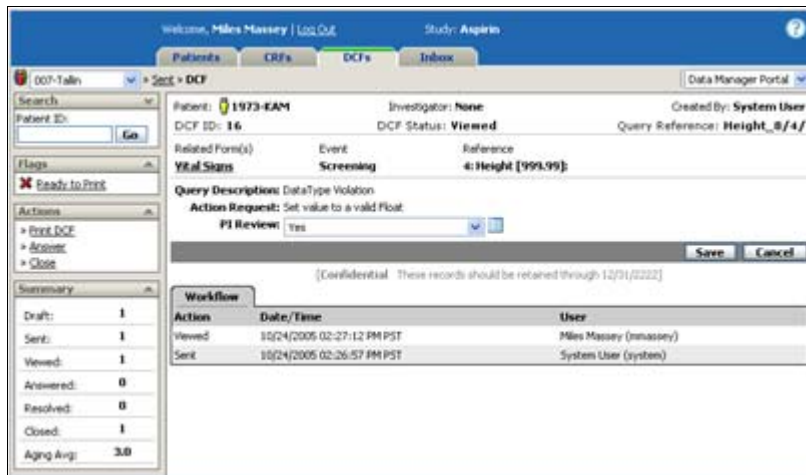 Welcome, Miles Massey | Log Out Study: Aspirin
Patients CRFs DCFs Inbox
007-Tallin » Sent » DCF Data Manager Portal
Search
Patient ID:
Go
Flags
Ready to Print
Actions
» Print DCF
» Answer
» Close
Summary
Draft: 1
Sent: 1
Viewed: 1
Answered: 0
Resolved: 0
Closed: 1
Aging Avg: 3.0
Patient: 1973-KAM Investigator: None Created By: System User
DCF ID: 16 DCF Status: Viewed Query Reference: Height_8/4/
Related Form(s) Event Reference
Vital Signs Screening 4: Height [999.99]:
Query Description: DataType Violation
Action Request: Set value to a valid Float
PI Review: Yes
Save Cancel
[Confidential These records should be retained through 12/31/2222]
Workflow
Action Date/Time User
Viewed 10/24/2005 02:27:12 PM PST Miles Massey (mmassey)
Sent 10/24/2005 02:26:57 PM PST System User (system)